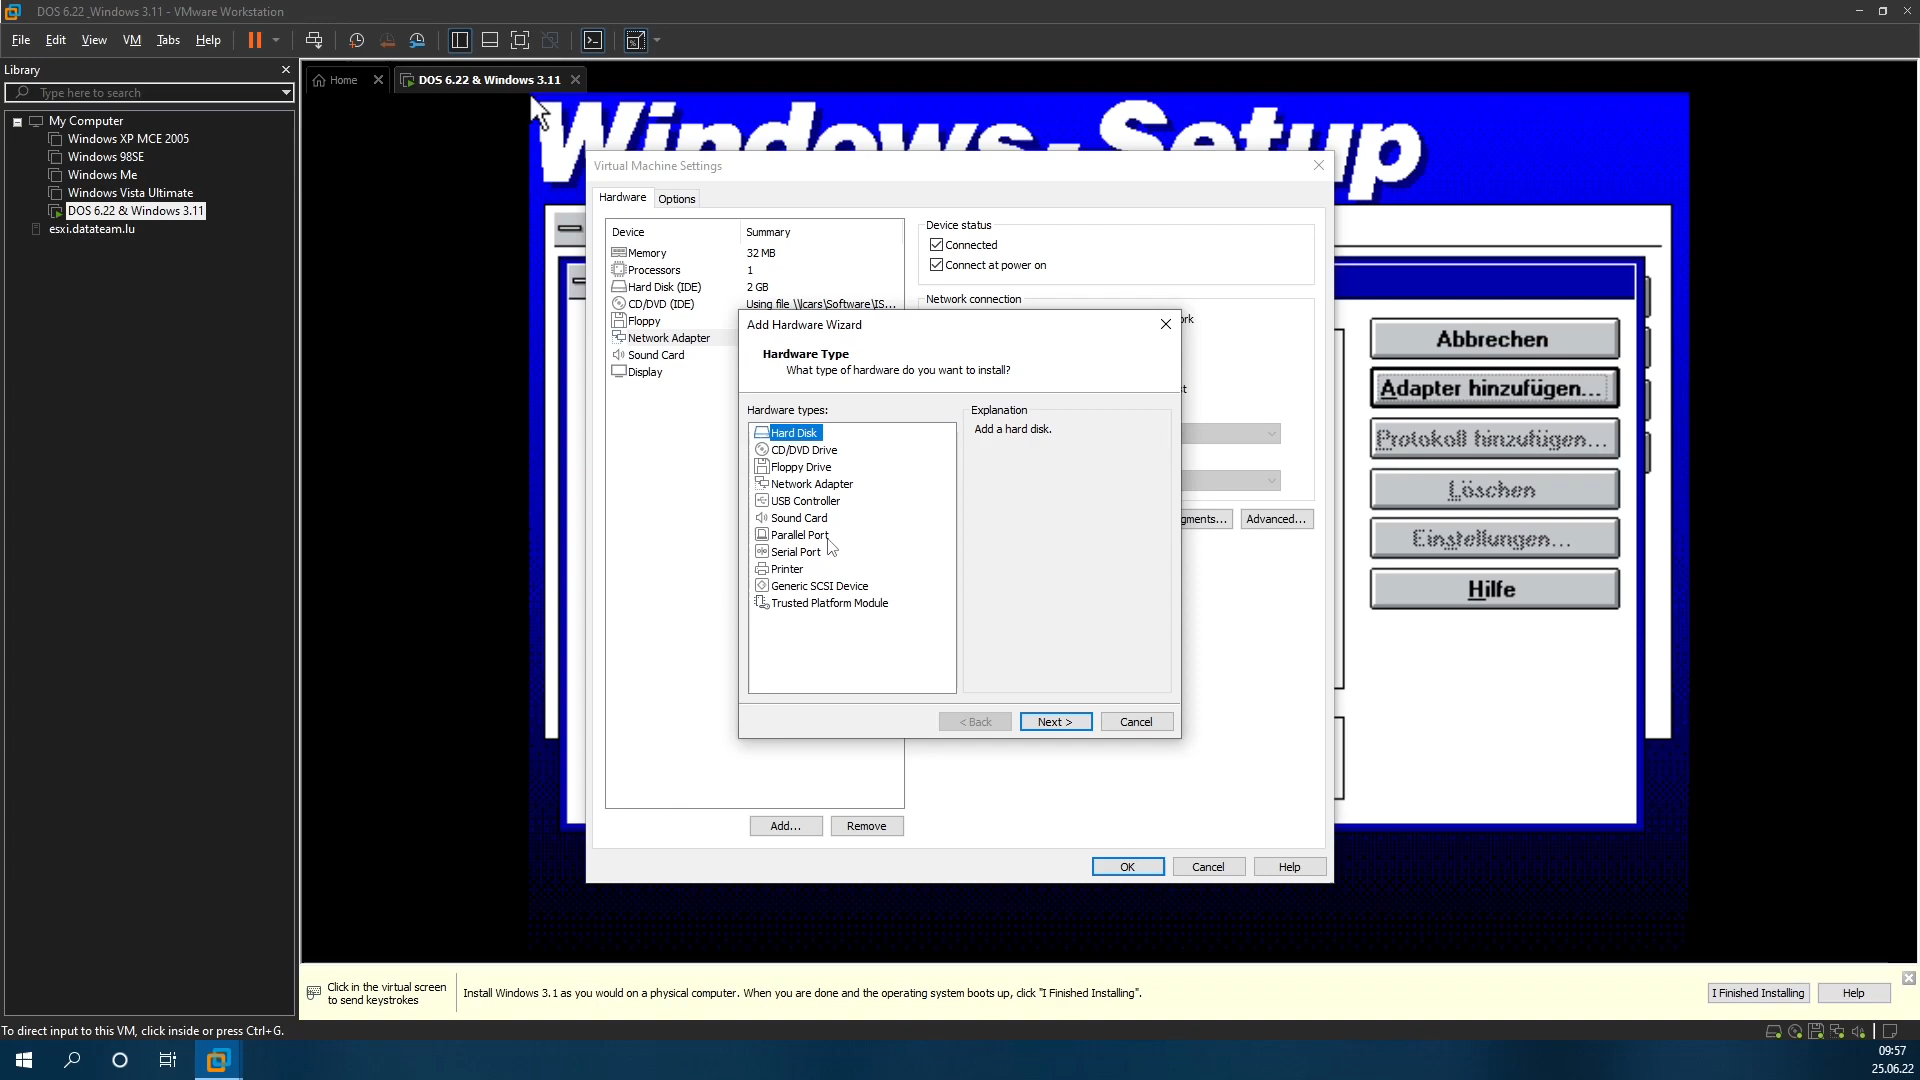 DOS 6.22 _Windows 3.11 - VMware Workstation
File Edit View VM Tabs Help
Library
Type here to search
My Computer
Windows XP MCE 2005
Windows 98SE
Windows Me
Windows Vista Ultimate
DOS 6.22 & Windows 3.11
esxi.datateam.lu
Home
DOS 6.22 & Windows 3.11
Windows-Setup
Virtual Machine Settings
Hardware Options
Device Summary
Memory 32 MB
Processors 1
Hard Disk (IDE) 2 GB
CD/DVD (IDE) Using file \\Icars\Software\IS...
Floppy
Network Adapter
Sound Card
Display
Device status
Connected
Connect at power on
Network connection
Advanced...
Add Hardware Wizard
Hardware Type
What type of hardware do you want to install?
Hardware types:
Hard Disk
CD/DVD Drive
Floppy Drive
Network Adapter
USB Controller
Sound Card
Parallel Port
Serial Port
Printer
Generic SCSI Device
Trusted Platform Module
Explanation
Add a hard disk.
< Back Next > Cancel
Add... Remove
OK Cancel Help
Abbrechen
Adapter hinzufügen...
Protokoll hinzufügen...
Löschen
Einstellungen...
Hilfe
Click in the virtual screen
to send keystrokes
Install Windows 3.1 as you would on a physical computer. When you are done and the operating system boots up, click "I Finished Installing".
I Finished Installing Help
To direct input to this VM, click inside or press Ctrl+G.
09:57
25.06.22